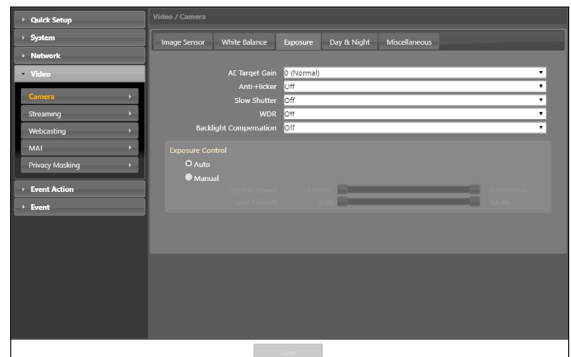 Quick Setup
System
Network
Video
Camera
Streaming
Webcasting
MAT
Privacy Masking
Event Action
Event
Video / Camera
Image Sensor White Balance Exposure Day & Night Miscellaneous
AE Target Gain 0 (Normal)
Anti-Flicker Off
Slow Shutter Off
WDR Off
Backlight Compensation Off
Exposure Control
Auto
Manual
Save